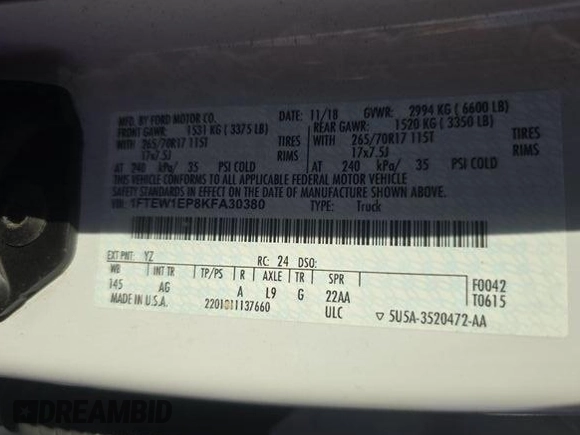 MFD. BY FORD MOTOR CO.
DATE: 11/18 GVWR: 2994 KG ( 6600 LB)
FRONT GAWR: 1531 KG ( 3375 LB)
REAR GAWR: 1520 KG ( 3350 LB)
WITH 265/70R17 115T TIRES
WITH 265/70R17 115T TIRES
17x7.5J RIMS
17x7.5J RIMS
AT 240 kPa/ 35 PSI COLD
AT 240 kPa/ 35 PSI COLD
THIS VEHICLE CONFORMS TO ALL APPLICABLE FEDERAL MOTOR VEHICLE
SAFETY STANDARDS IN EFFECT ON THE DATE OF MANUFACTURE SHOWN ABOVE.
VIN: 1FTEW1EP8KFA30380 TYPE: Truck
EXT PNT: YZ RC: 24 DSO:
WB INT TR TP/PS R AXLE TR SPR
145 AG A L9 G 22AA
F0042
T0615
MADE IN U.S.A. 2201011137660 ULC
▽ 5U5A-3520472-AA
DREAMBID